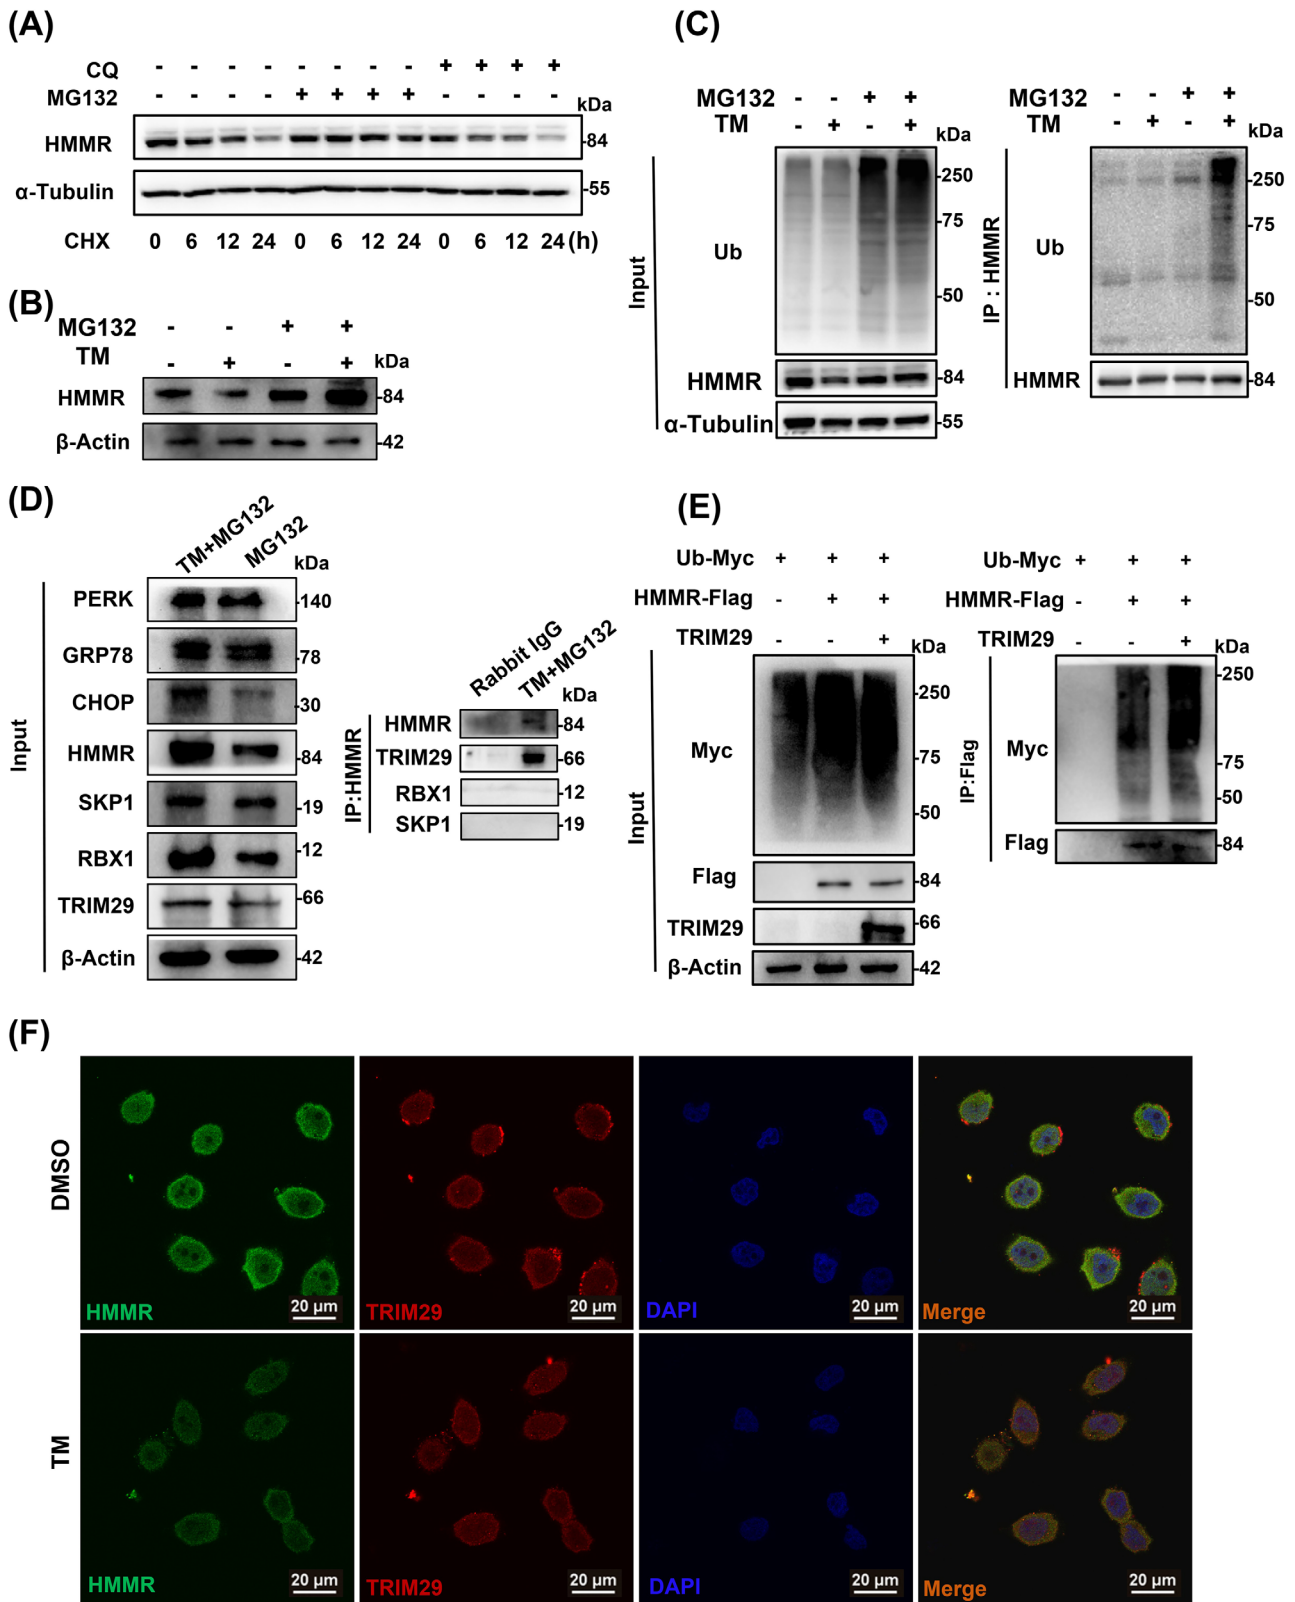 (A)
CQ - - - - - - - - + + + +
MG132 - - - - + + + + - - - -
kDa
HMMR -84
α-Tubulin -55
CHX 0 6 12 24 0 6 12 24 0 6 12 24 (h)
(B)
MG132 - - + +
TM - + - + kDa
HMMR -84
β-Actin -42
(C)
MG132 - - + +
TM - + - + kDa
Input
Ub -250 -75 -50
HMMR -84
α-Tubulin -55
MG132 - - + +
TM - + - + kDa
IP : HMMR
Ub -250 -75 -50
HMMR -84
(D)
TM+MG132 MG132 kDa
Input
PERK -140
GRP78 -78
CHOP -30
HMMR -84
SKP1 -19
RBX1 -12
TRIM29 -66
β-Actin -42
Rabbit IgG TM+MG132 kDa
IP:HMMR
HMMR -84
TRIM29 -66
RBX1 -12
SKP1 -19
(E)
Ub-Myc + + +
HMMR-Flag - + +
TRIM29 - - + kDa
Input
Myc -250 -75 -50
Flag -84
TRIM29 -66
β-Actin -42
Ub-Myc + + +
HMMR-Flag - + +
TRIM29 - - + kDa
IP:Flag
Myc -250 -75 -50
Flag -84
(F)
DMSO
HMMR 20 μm TRIM29 20 μm DAPI 20 μm Merge 20 μm
TM
HMMR 20 μm TRIM29 20 μm DAPI 20 μm Merge 20 μm